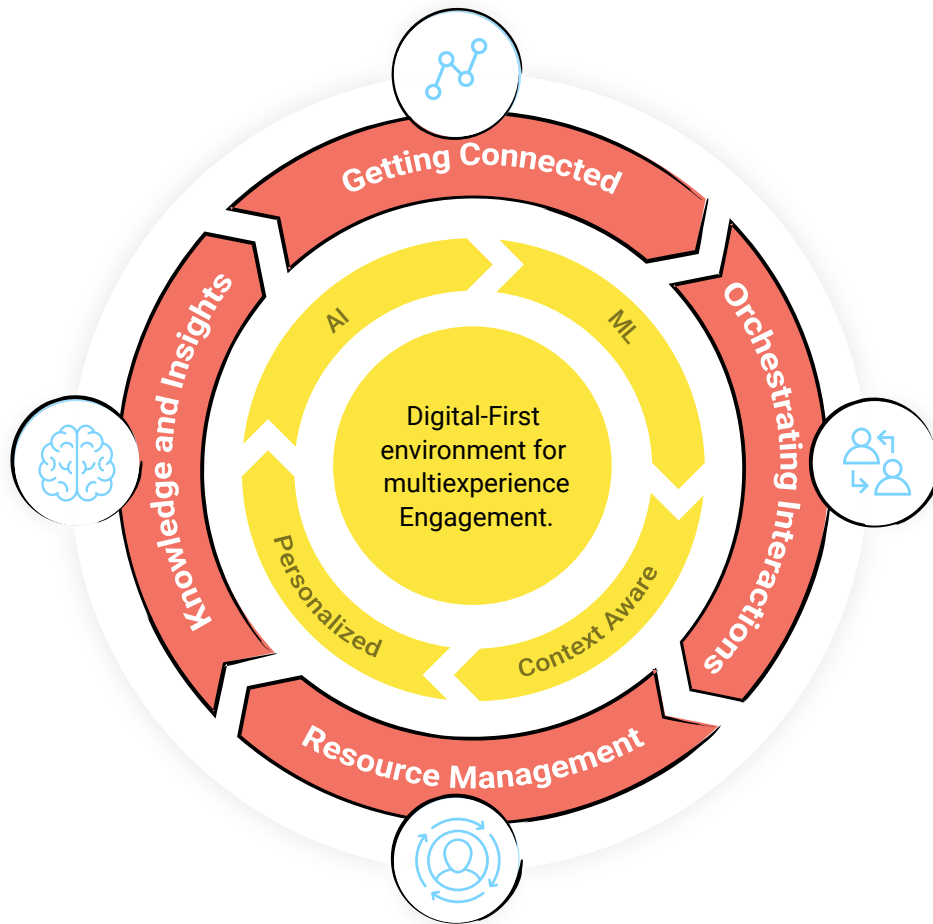 Getting Connected
Orchestrating Interactions
Resource Management
Knowledge and Insights
AI
ML
Context Aware
Personalized
Digital-First
environment for
multiexperience
Engagement.